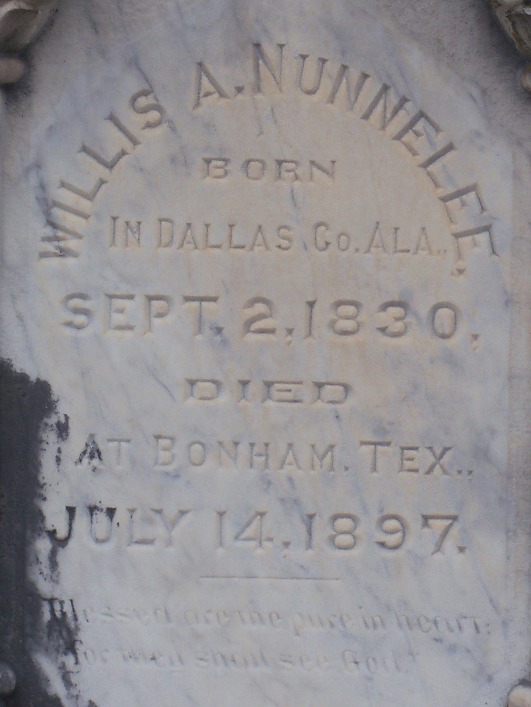 WILLIS A. NUNNELEE,
BORN
IN DALLAS CO. ALA.,
SEPT. 2, 1830,
DIED
AT BONHAM, TEX.,
JULY 14, 1897.
Blessed are the pure in heart:
for they shall see God.